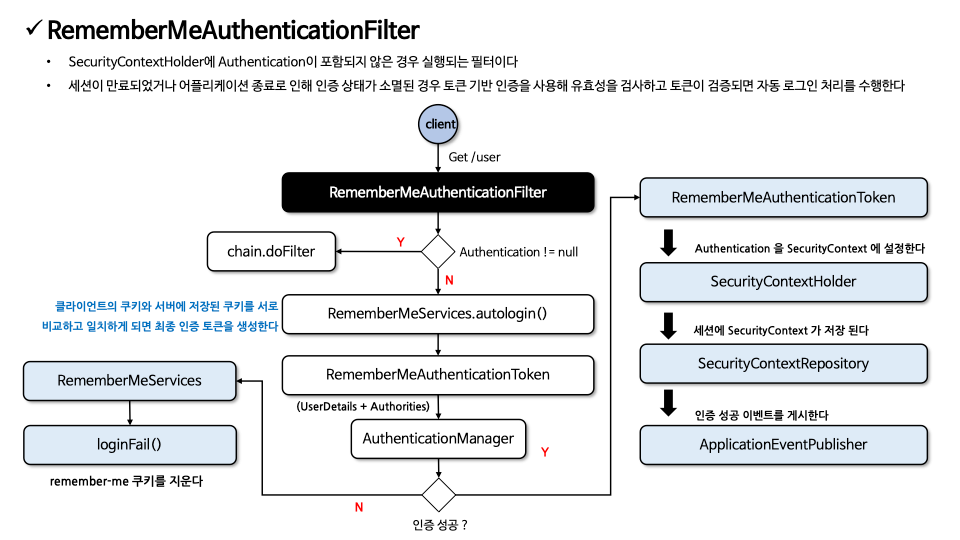 ✓ RememberMeAuthenticationFilter
• SecurityContextHolder에 Authentication이 포함되지 않은 경우 실행되는 필터이다
• 세션이 만료되었거나 어플리케이션 종료로 인해 인증 상태가 소멸된 경우 토큰 기반 인증을 사용해 유효성을 검사하고 토큰이 검증되면 자동 로그인 처리를 수행한다
client
Get /user
RememberMeAuthenticationFilter
Y
chain.doFilter
Authentication != null
N
클라이언트의 쿠키와 서버에 저장된 쿠키를 서로
비교하고 일치하게 되면 최종 인증 토큰을 생성한다
RememberMeServices.autologin()
RememberMeAuthenticationToken
(UserDetails + Authorities)
AuthenticationManager
Y
N
인증 성공 ?
RememberMeServices
loginFail()
remember-me 쿠키를 지운다
RememberMeAuthenticationToken
Authentication 을 SecurityContext 에 설정한다
SecurityContextHolder
세션에 SecurityContext 가 저장 된다
SecurityContextRepository
인증 성공 이벤트를 게시한다
ApplicationEventPublisher